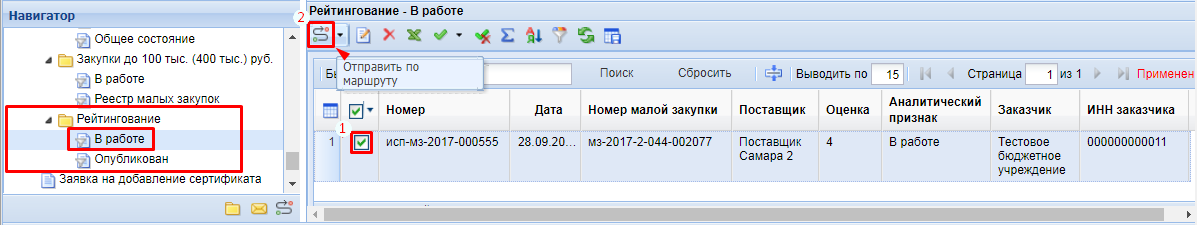 Навигатор
Общее состояние
Закупки до 100 тыс. (400 тыс.) руб.
В работе
Реестр малых закупок
Рейтингование
В работе
Опубликован
Заявка на добавление сертификата
2
Рейтингование - В работе
Отправить по
маршруту
Поиск Сбросить Выводить по 15 Страница 1 из 1 Применен
Номер Дата Номер малой закупки Поставщик Оценка Аналитический признак Заказчик ИНН заказчика
1
1 исп-мз-2017-000555 28.09.20... мз-2017-2-044-002077 Поставщик Самара 2 4 В работе Тестовое бюджетное учреждение 000000000011